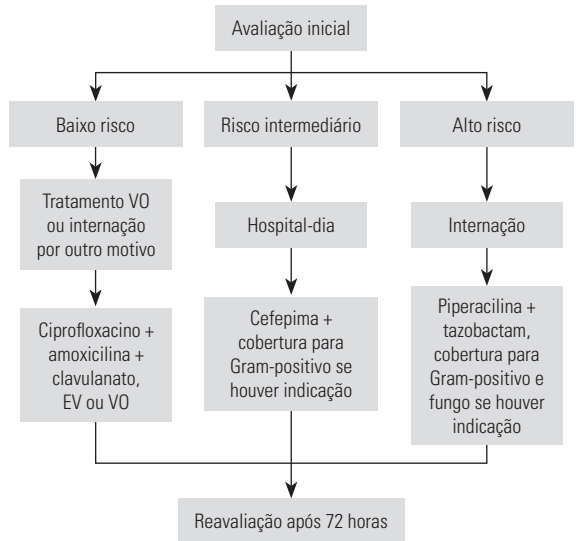 Avaliação inicial
Baixo risco
Risco intermediário
Alto risco
Tratamento VO
ou internação
por outro motivo
Hospital-dia
Internação
Ciprofloxacino +
amoxicilina +
clavulanato,
EV ou VO
Cefepima +
cobertura para
Gram-positivo se
houver indicação
Piperacilina +
tazobactam,
cobertura para
Gram-positivo e
fungo se houver
indicação
Reavaliação após 72 horas